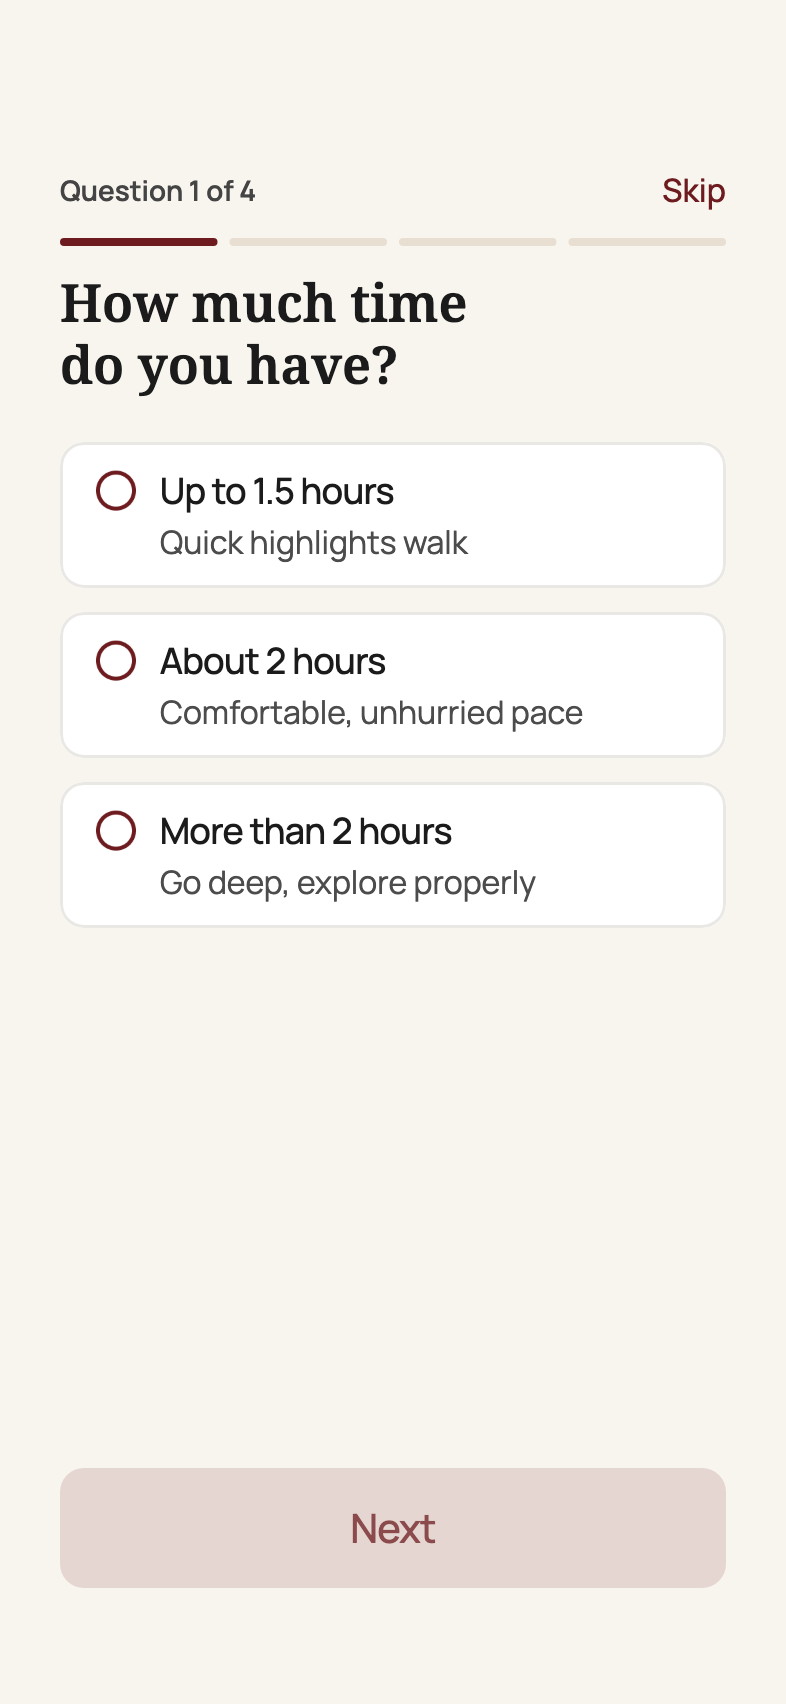 Question 1 of 4
Skip
How much time
do you have?
Up to 1.5 hours
Quick highlights walk
About 2 hours
Comfortable, unhurried pace
More than 2 hours
Go deep, explore properly
Next